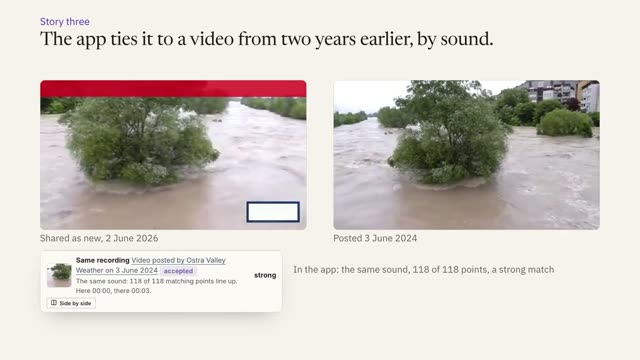 Story three
The app ties it to a video from two years earlier, by sound.
Shared as new, 2 June 2026
Posted 3 June 2024
Same recording Video posted by Ostra Valley
Weather on 3 June 2024 accepted
strong
The same sound: 118 of 118 matching points line up.
Here 00:00, there 00:03.
Side by side
In the app: the same sound, 118 of 118 points, a strong match